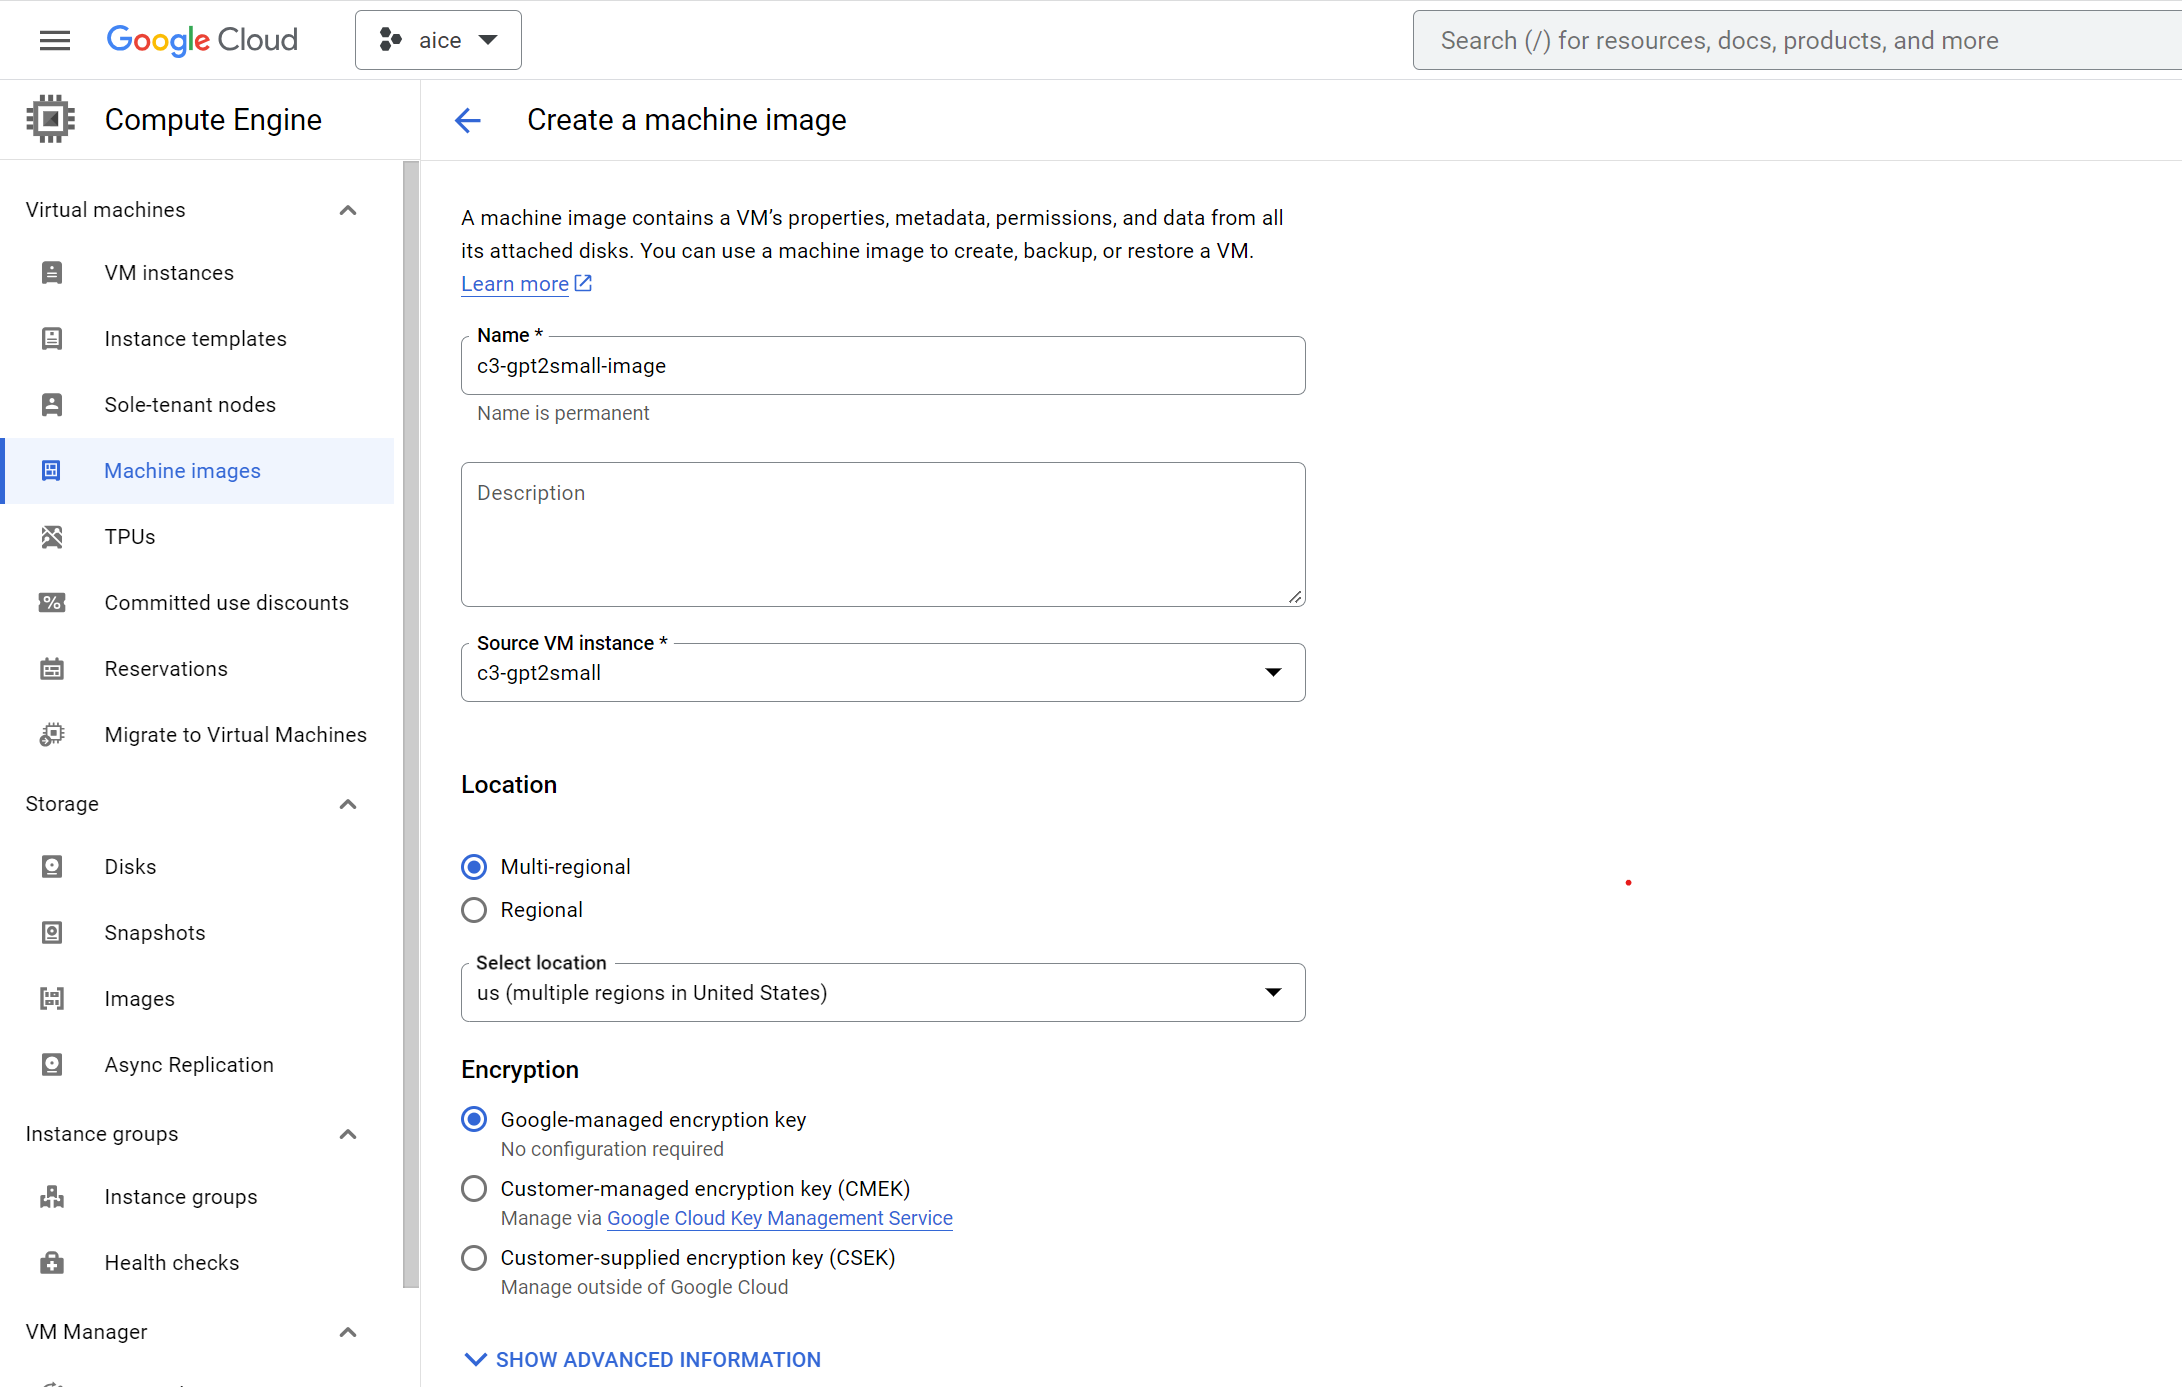 Google Cloud
aice
Search (/) for resources, docs, products, and more
Compute Engine
Create a machine image
Virtual machines
VM instances
Instance templates
Sole-tenant nodes
Machine images
TPUs
Committed use discounts
Reservations
Migrate to Virtual Machines
Storage
Disks
Snapshots
Images
Async Replication
Instance groups
Instance groups
Health checks
VM Manager
A machine image contains a VM’s properties, metadata, permissions, and data from all
its attached disks. You can use a machine image to create, backup, or restore a VM.
Learn more
Name *
c3-gpt2small-image
Name is permanent
Description
Source VM instance *
c3-gpt2small
Location
Multi-regional
Regional
Select location
us (multiple regions in United States)
Encryption
Google-managed encryption key
No configuration required
Customer-managed encryption key (CMEK)
Manage via Google Cloud Key Management Service
Customer-supplied encryption key (CSEK)
Manage outside of Google Cloud
SHOW ADVANCED INFORMATION